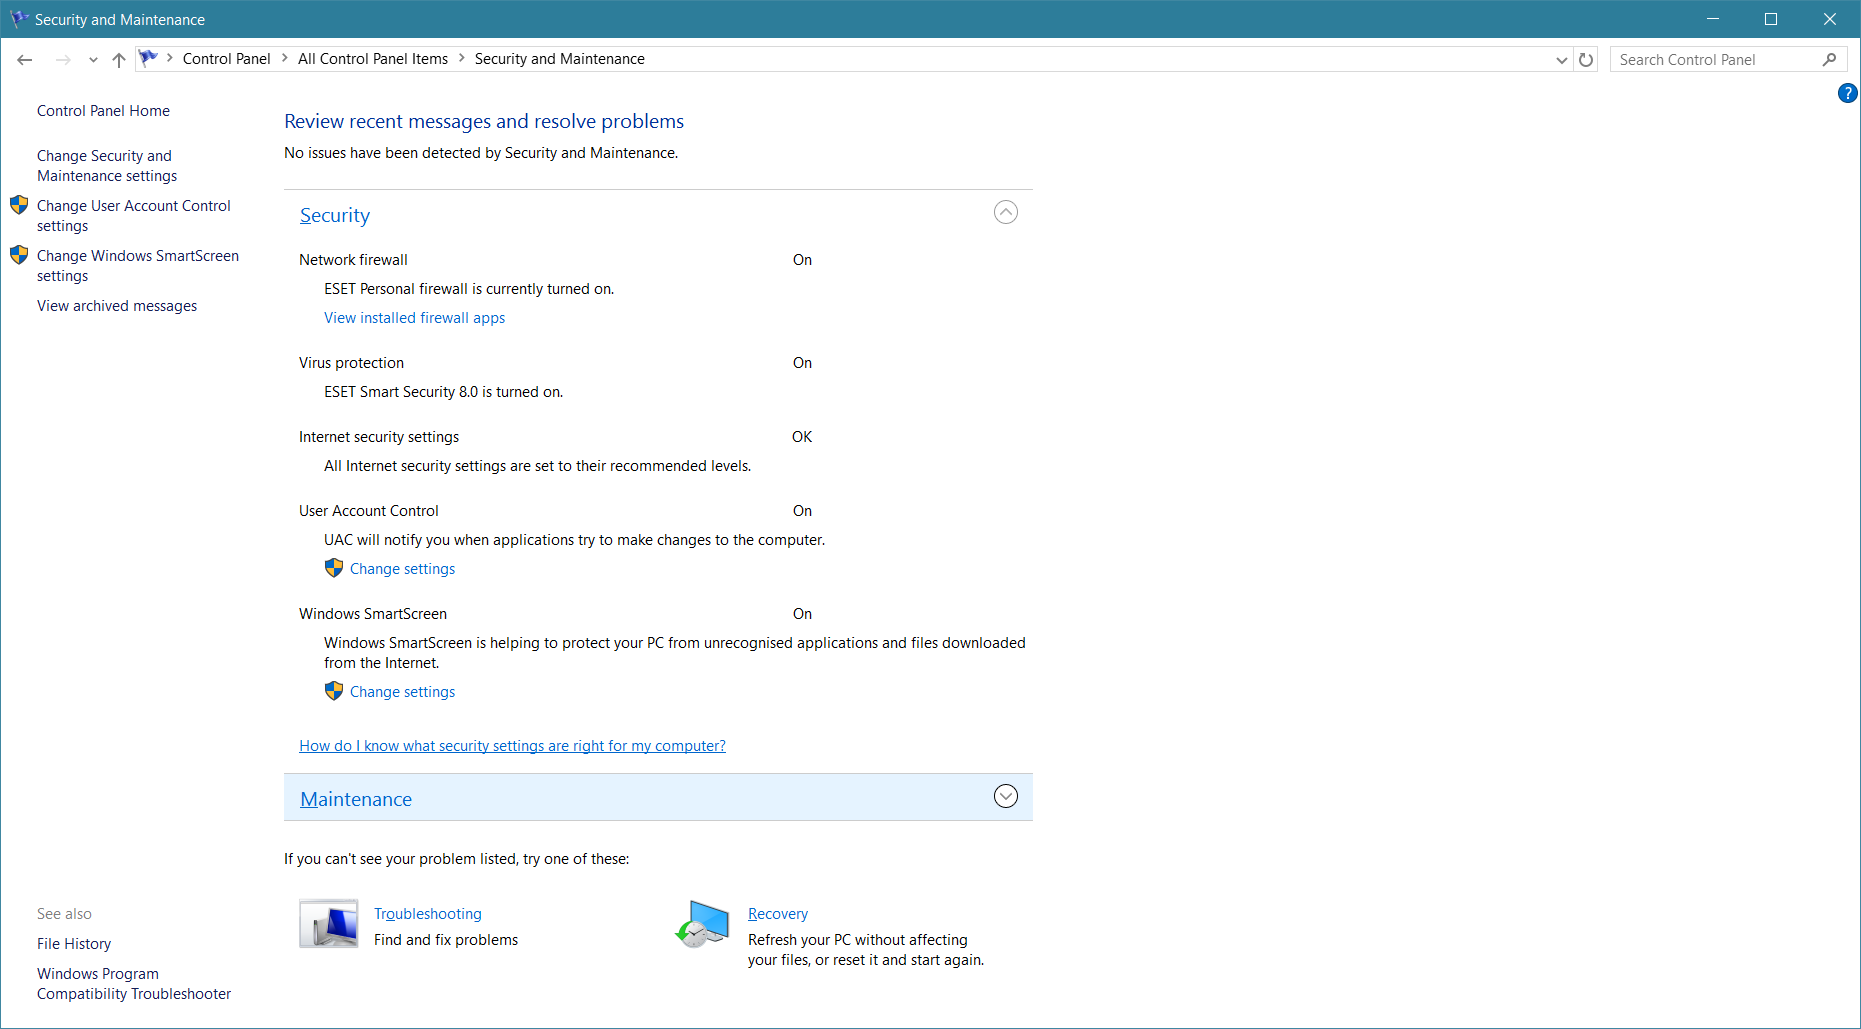 Security and Maintenance
Control Panel > All Control Panel Items > Security and Maintenance
Search Control Panel
?
Control Panel Home
Change Security and
Maintenance settings
Change User Account Control
settings
Change Windows SmartScreen
settings
View archived messages
Review recent messages and resolve problems
No issues have been detected by Security and Maintenance.
Security
Network firewall On
ESET Personal firewall is currently turned on.
View installed firewall apps
Virus protection On
ESET Smart Security 8.0 is turned on.
Internet security settings OK
All Internet security settings are set to their recommended levels.
User Account Control On
UAC will notify you when applications try to make changes to the computer.
Change settings
Windows SmartScreen On
Windows SmartScreen is helping to protect your PC from unrecognised applications and files downloaded
from the Internet.
Change settings
How do I know what security settings are right for my computer?
Maintenance
If you can't see your problem listed, try one of these:
Troubleshooting
Find and fix problems
Recovery
Refresh your PC without affecting
your files, or reset it and start again.
See also
File History
Windows Program
Compatibility Troubleshooter